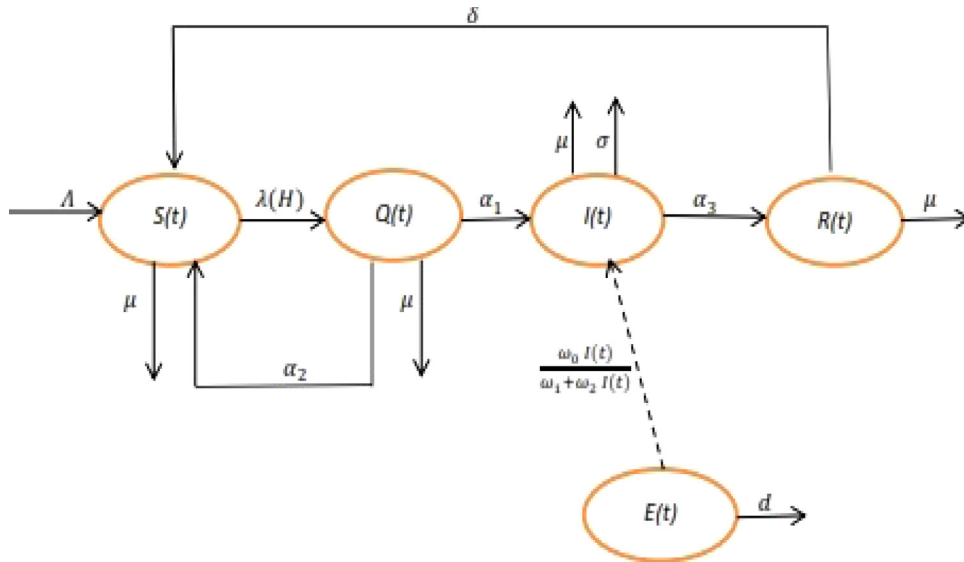 δ
μ σ
Λ S(t) λ(H) Q(t) α₁ I(t) α₃ R(t) μ
μ μ
α₂
ω₀ I(t)
ω₁+ω₂ I(t)
E(t) d